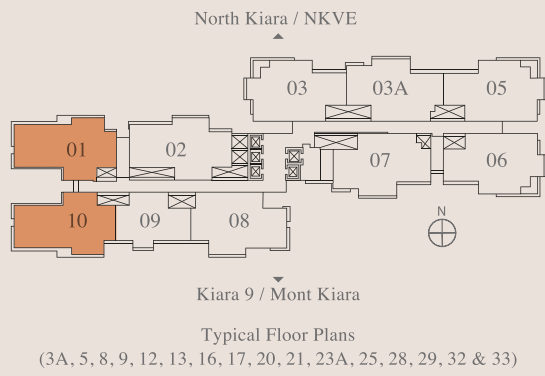 North Kiara / NKVE
03 03A 05
01 02
07 06
10 09 08
N
Kiara 9 / Mont Kiara
Typical Floor Plans
(3A, 5, 8, 9, 12, 13, 16, 17, 20, 21, 23A, 25, 28, 29, 32 & 33)